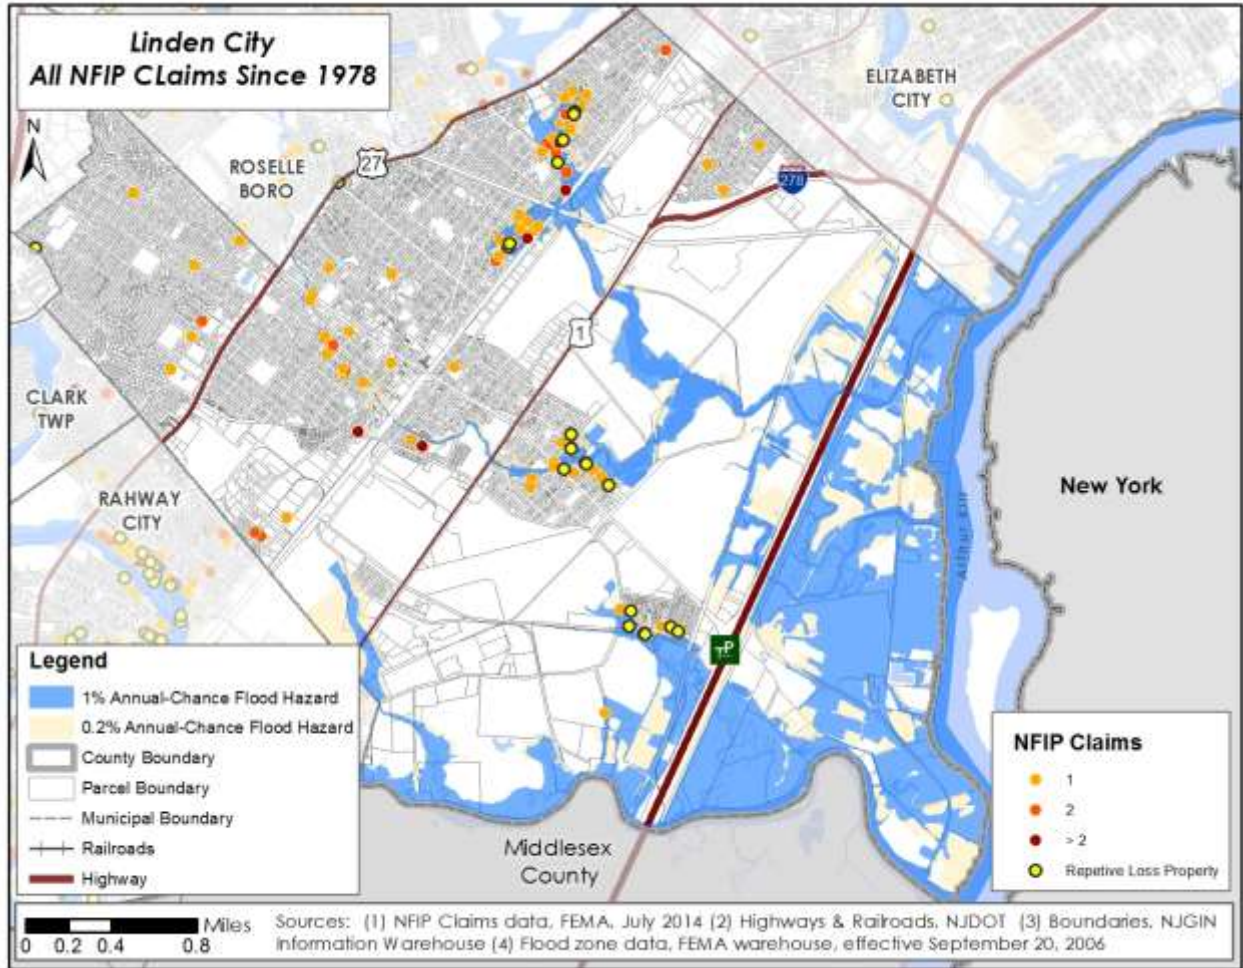 Linden City
All NFIP CLaims Since 1978
N
ELIZABETH
CITY
ROSELLE
BORO
27
278
1
CLARK
TWP
RAHWAY
CITY
New York
Arthur Kill
P
Middlesex
County
Legend
1% Annual-Chance Flood Hazard
0.2% Annual-Chance Flood Hazard
County Boundary
Parcel Boundary
Municipal Boundary
Railroads
Highway
NFIP Claims
1
2
> 2
Repetive Loss Property
Miles
0 0.2 0.4 0.8
Sources: (1) NFIP Claims data, FEMA, July 2014 (2) Highways & Railroads, NJDOT (3) Boundaries, NJGIN
Information Warehouse (4) Flood zone data, FEMA warehouse, effective September 20, 2006